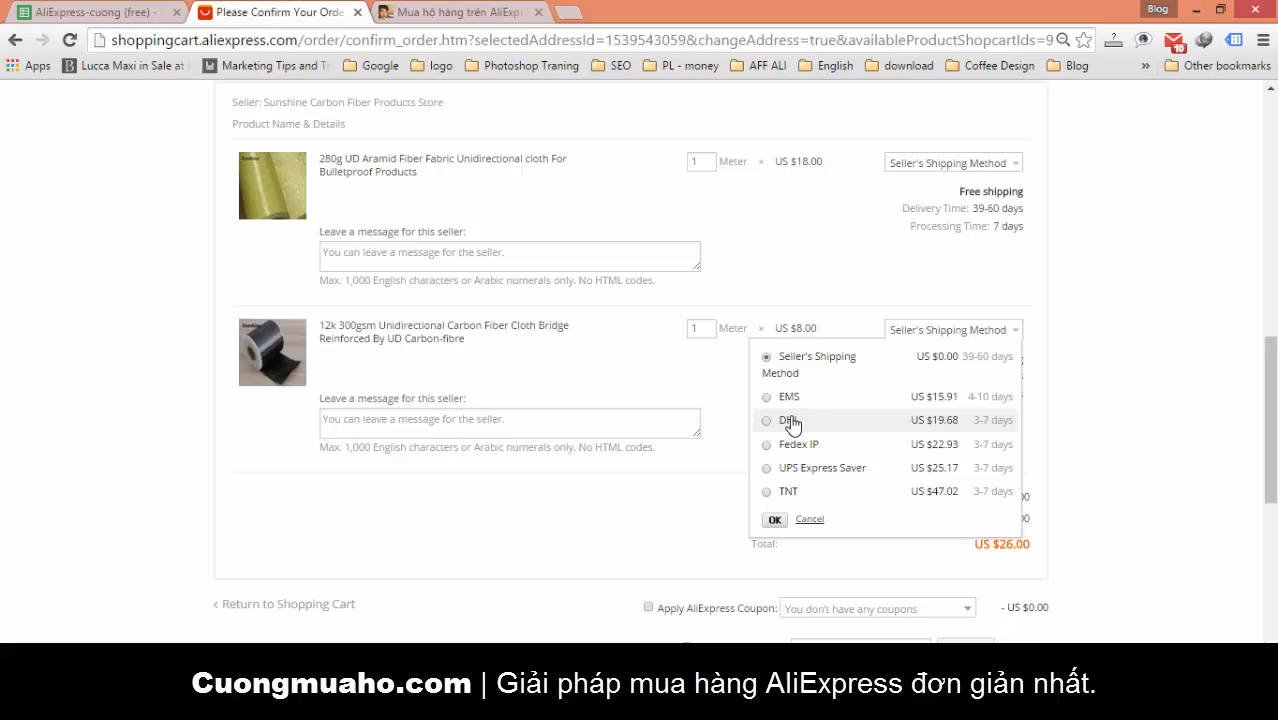 AliExpress-cuong (free) -
Please Confirm Your Orde
Mua hộ hàng trên AliExpr
Blog
shoppingcart.aliexpress.com/order/confirm_order.htm?selectedAddressId=1539543059&changeAddress=true&availableProductShopcartIds=9
10
Apps
Lucca Maxi in Sale at
Marketing Tips and Tr
Google
logo
Photoshop Traning
SEO
PL - money
AFF ALI
English
download
Coffee Design
Blog
»
Other bookmarks
Seller: Sunshine Carbon Fiber Products Store
Product Name & Details
280g UD Aramid Fiber Fabric Unidirectional cloth For
Bulletproof Products
1 Meter × US $18.00
Seller's Shipping Method
Free shipping
Delivery Time: 39-60 days
Processing Time: 7 days
Leave a message for this seller:
You can leave a message for the seller.
Max. 1,000 English characters or Arabic numerals only. No HTML codes.
12k 300gsm Unidirectional Carbon Fiber Cloth Bridge
Reinforced By UD Carbon-fibre
1 Meter × US $8.00
Seller's Shipping Method
Seller's Shipping
Method
US $0.00 39-60 days
EMS US $15.91 4-10 days
US $19.68 3-7 days
Fedex IP US $22.93 3-7 days
UPS Express Saver US $25.17 3-7 days
TNT US $47.02 3-7 days
OK Cancel
Leave a message for this seller:
You can leave a message for the seller.
Max. 1,000 English characters or Arabic numerals only. No HTML codes.
Total: US $26.00
‹ Return to Shopping Cart
Apply AliExpress Coupon: You don't have any coupons - US $0.00
Cuongmuaho.com | Giải pháp mua hàng AliExpress đơn giản nhất.